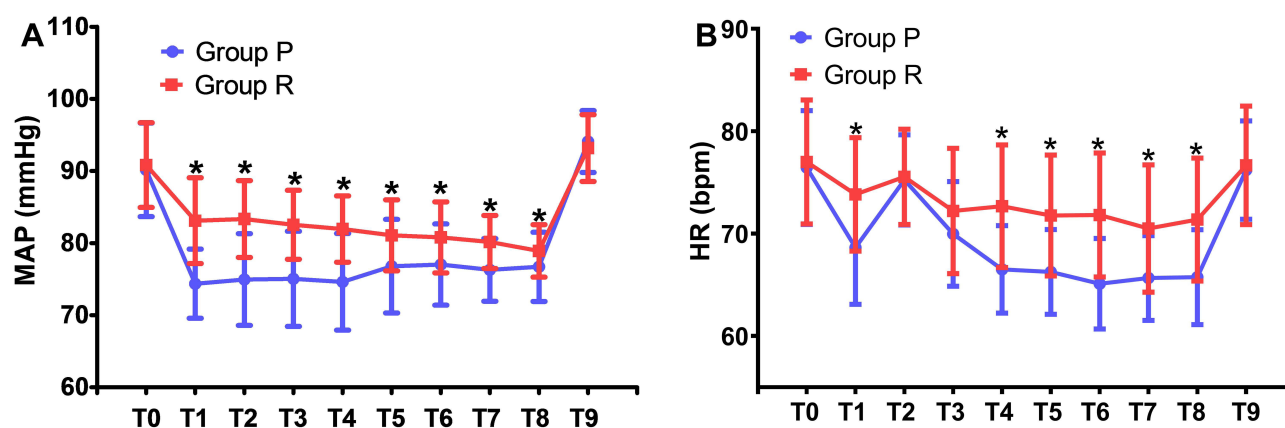 A
MAP (mmHg)
110
100
90
80
70
60
Group P
Group R
* * * * * * * *
T0 T1 T2 T3 T4 T5 T6 T7 T8 T9
B
HR (bpm)
90
80
70
60
Group P
Group R
* * * * * *
T0 T1 T2 T3 T4 T5 T6 T7 T8 T9